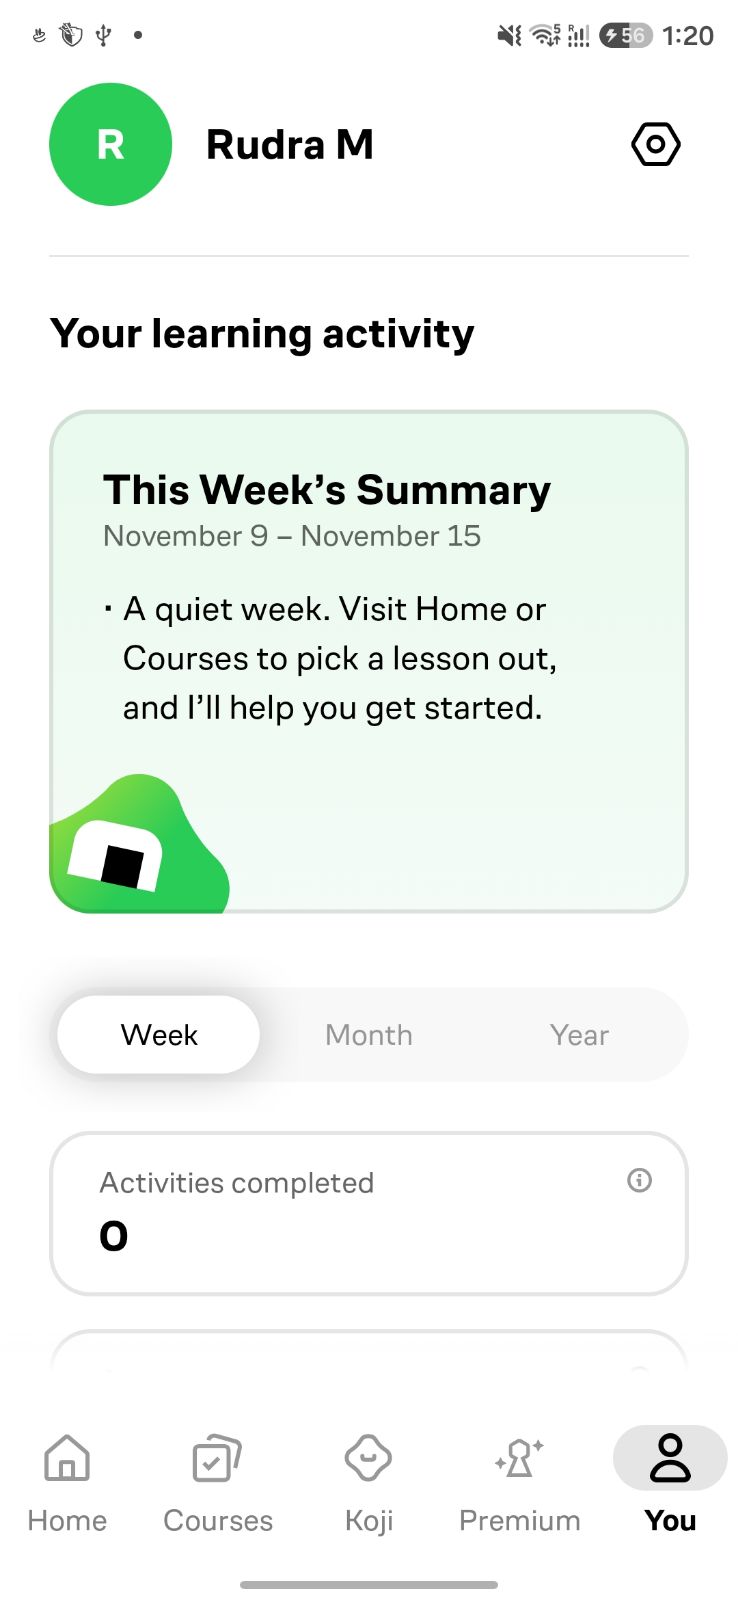 56 1:20
R
Rudra M
Your learning activity
This Week’s Summary
November 9 – November 15
· A quiet week. Visit Home or
Courses to pick a lesson out,
and I’ll help you get started.
Week Month Year
Activities completed
0
Home Courses Koji Premium You